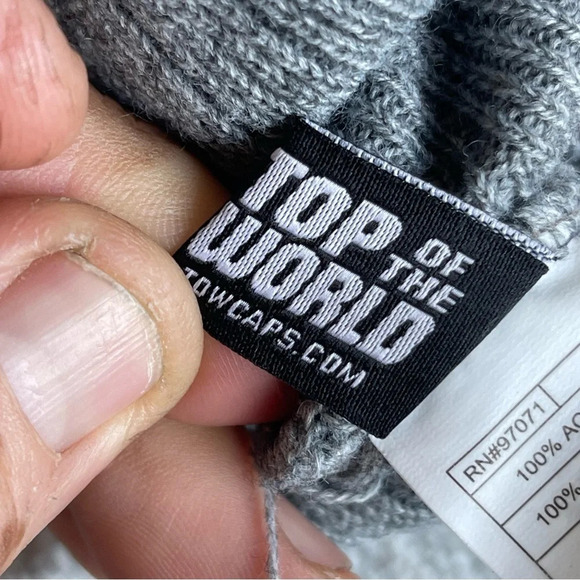 TOP OF
THE
WORLD
TOWCAPS.COM
RN#97071
100% AC
100%